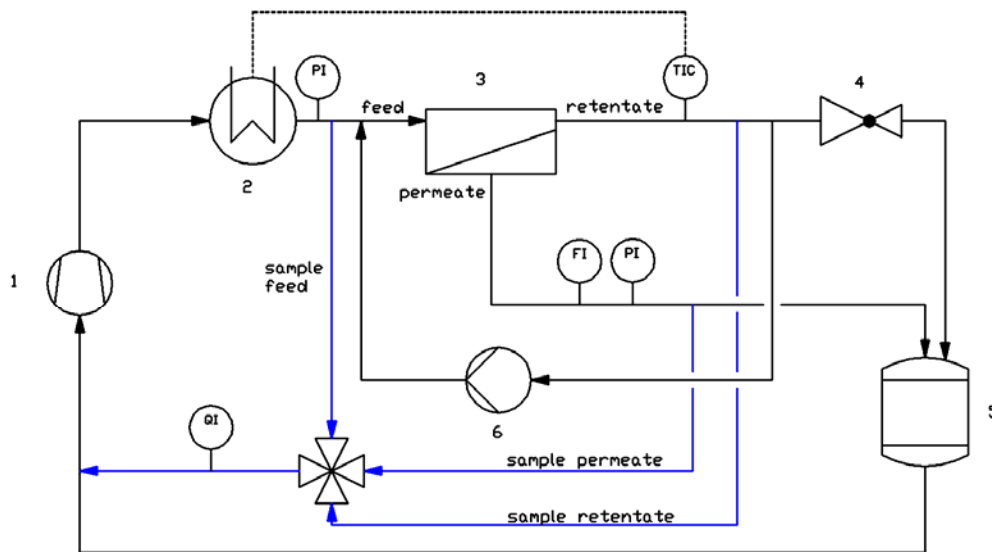 PI
TIC
3
4
feed
retentate
2
permeate
1
sample
feed
FI
PI
5
6
QI
sample permeate
sample retentate